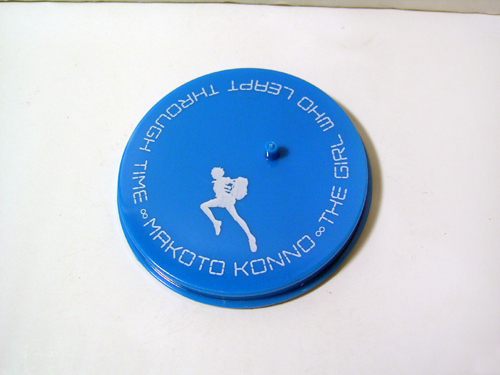 ∞ MAKOTO KONNO ∞ THE GIRL WHO LEAPT THROUGH TIME